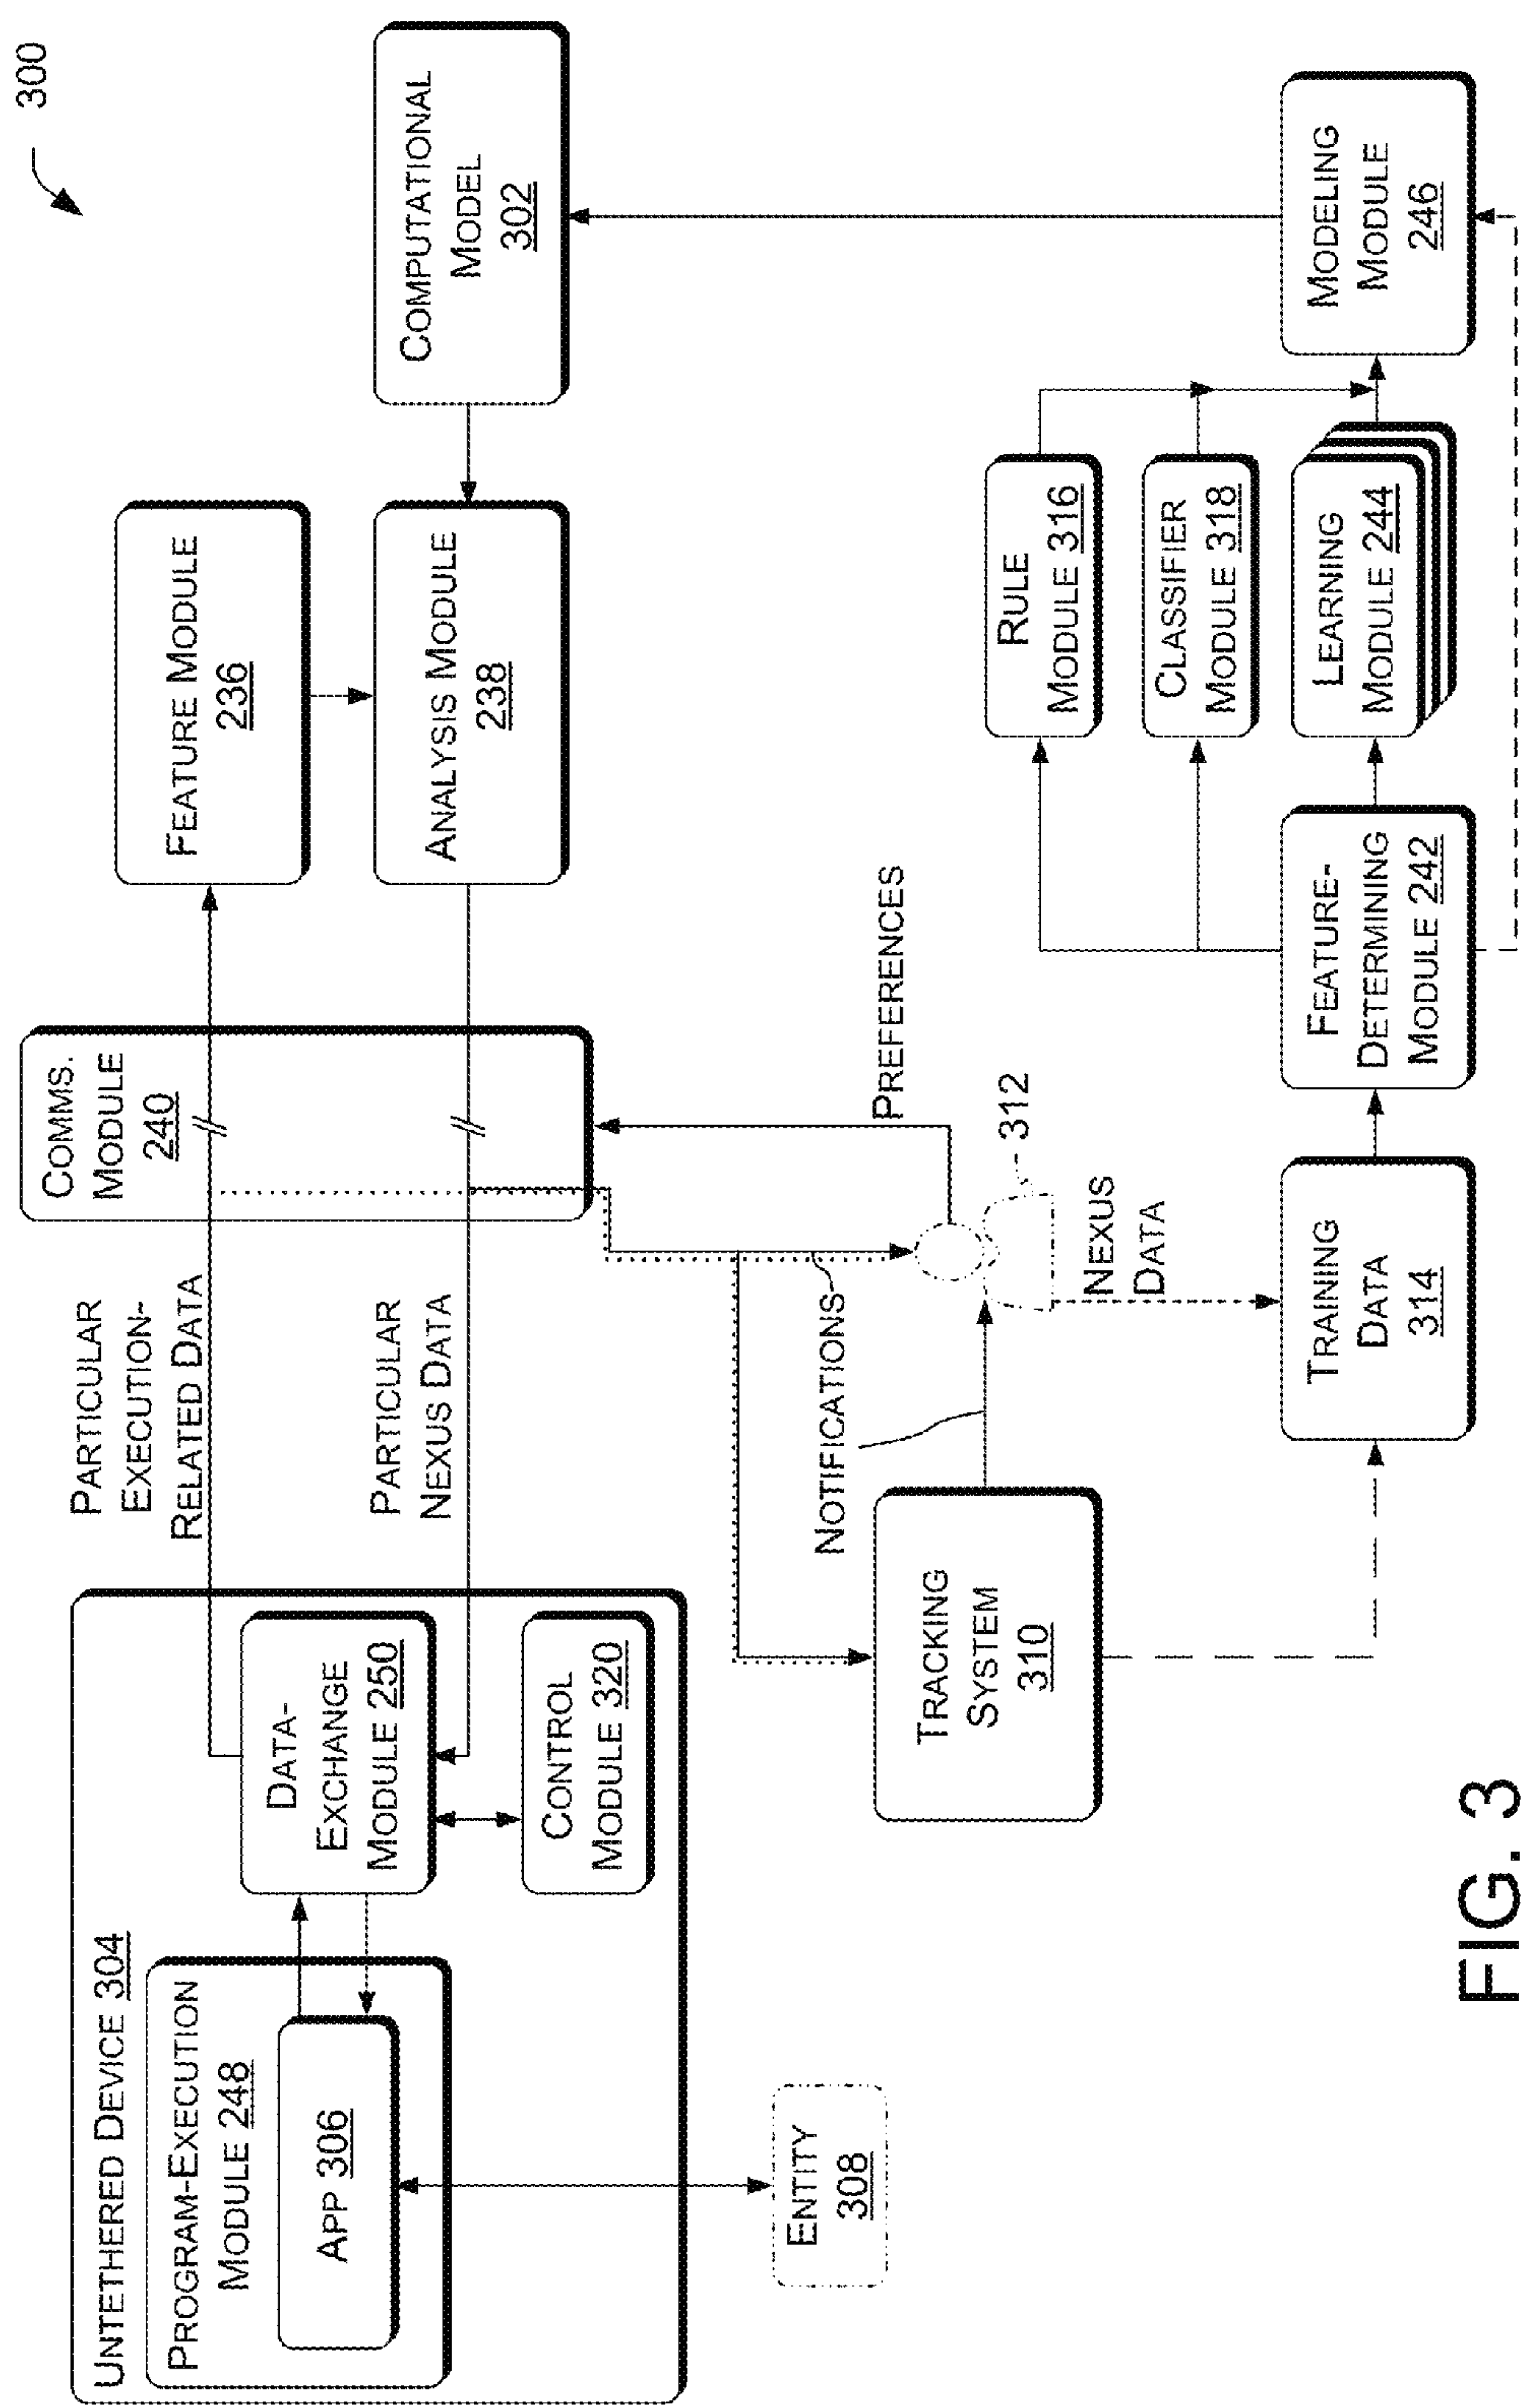 300
UNTETHERED DEVICE 304
PROGRAM-EXECUTION
MODULE 248
APP 306
DATA-
EXCHANGE
MODULE 250
CONTROL
MODULE 320
ENTITY
308
PARTICULAR
EXECUTION-
RELATED DATA
PARTICULAR
NEXUS DATA
COMMS.
MODULE
240
FEATURE MODULE
236
ANALYSIS MODULE
238
COMPUTATIONAL
MODEL
302
PREFERENCES
312
NOTIFICATIONS
NEXUS
DATA
TRACKING
SYSTEM
310
TRAINING
DATA
314
FEATURE-
DETERMINING
MODULE 242
RULE
MODULE 316
CLASSIFIER
MODULE 318
LEARNING
MODULE 244
MODELING
MODULE
246
FIG. 3